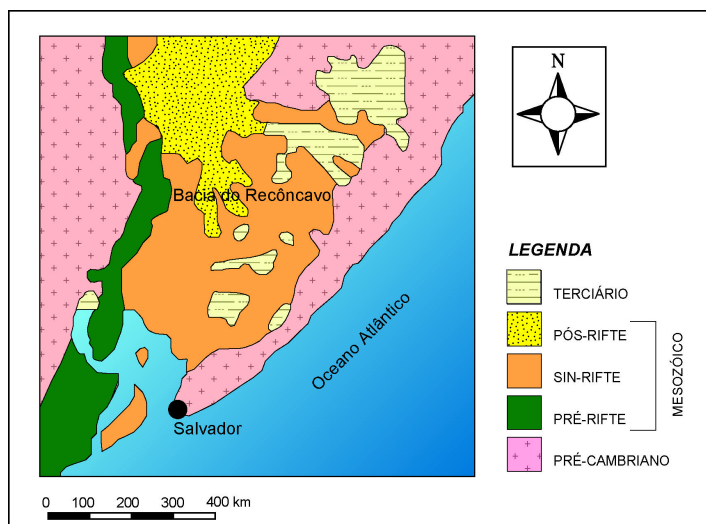 N
Bacia do Recôncavo
Oceano Atlântico
Salvador
0 100 200 300 400 km
LEGENDA
TERCIÁRIO
PÓS-RIFTE
SIN-RIFTE
PRÉ-RIFTE
MESOZÓICO
PRÉ-CAMBRIANO